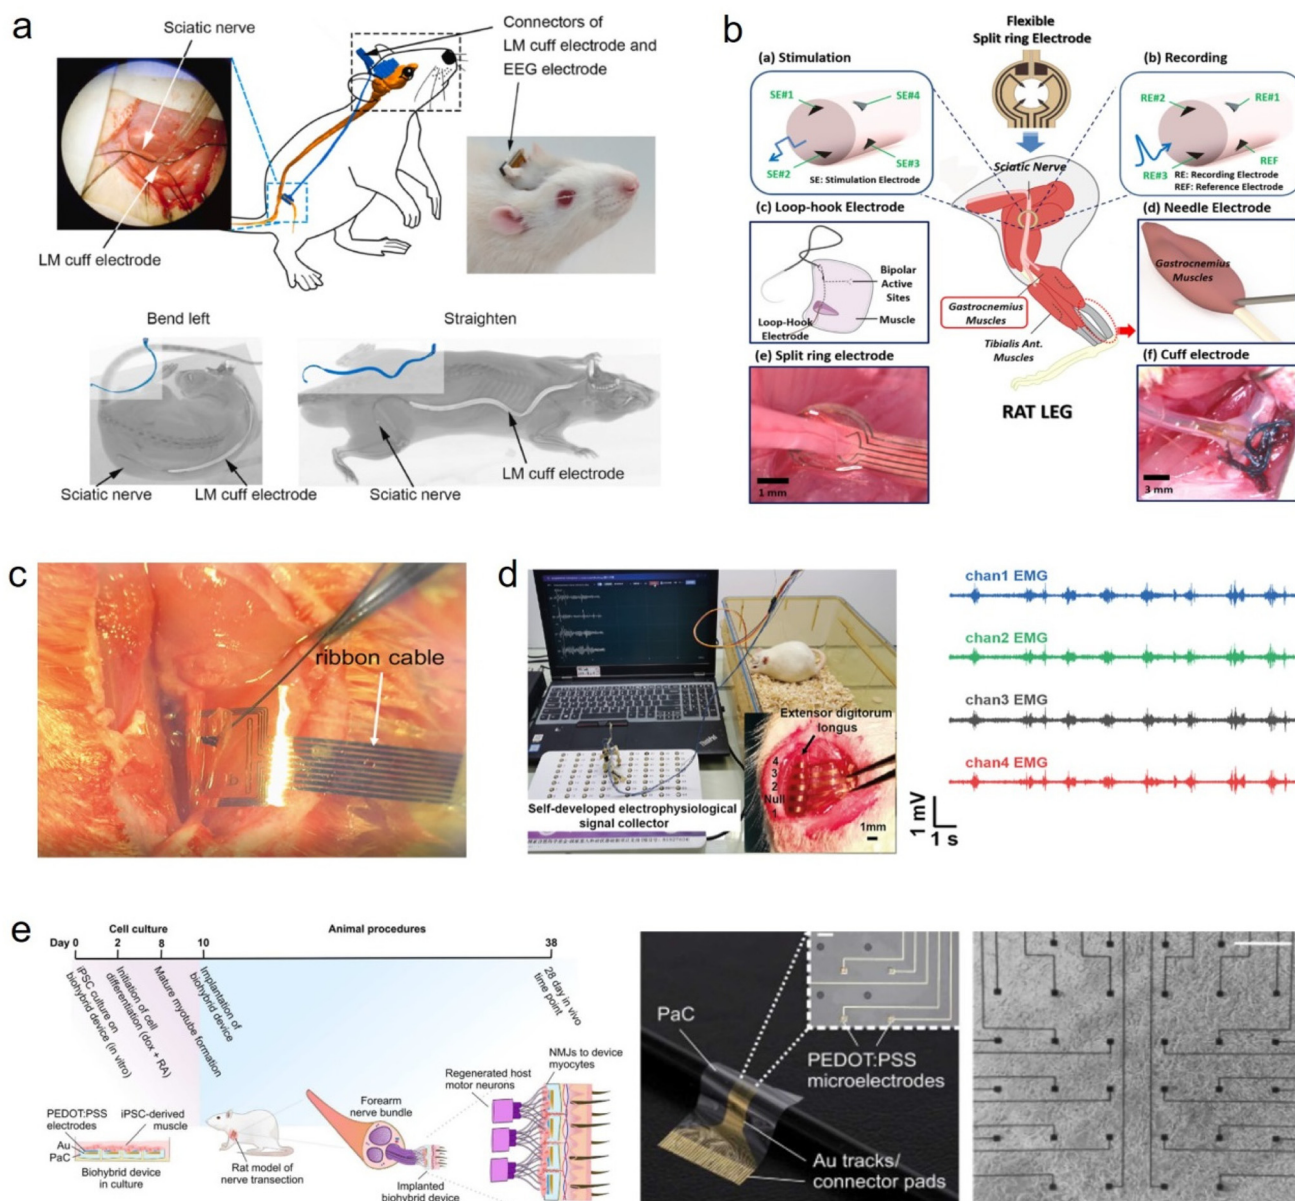 a
Sciatic nerve
LM cuff electrode
Connectors of
LM cuff electrode and
EEG electrode
Bend left
Sciatic nerve
LM cuff electrode
Straighten
LM cuff electrode
Sciatic nerve
b
Flexible
Split ring Electrode
(a) Stimulation
SE#1
SE#4
SE#2
SE#3
SE: Stimulation Electrode
(b) Recording
RE#2
RE#1
RE#3
REF
RE: Recording Electrode
REF: Reference Electrode
Sciatic Nerve
(c) Loop-hook Electrode
Bipolar
Active
Sites
Muscle
Loop-Hook
Electrode
Gastrocnemius
Muscles
Tibialis Ant.
Muscles
RAT LEG
(d) Needle Electrode
Gastrocnemius
Muscles
(e) Split ring electrode
1 mm
(f) Cuff electrode
3 mm
c
ribbon cable
d
Extensor digitorum
longus
4
3
2
Null
1
1mm
Self-developed electrophysiological
signal collector
ThinkPad
chan1 EMG
chan2 EMG
chan3 EMG
chan4 EMG
1 mV
1 s
e
Cell culture
Animal procedures
Day 0
2
8
10
38
iPSC culture on
biohybrid device (in vitro)
Initiation of cell
differentiation (dox + RA)
Mature myotube formation
Implantation of
biohybrid device
28 day in vivo
time point
PEDOT:PSS
electrodes
iPSC-derived
muscle
Au
PaC
Biohybrid device
in culture
Rat model of
nerve transection
Forearm
nerve bundle
Implanted
biohybrid device
Regenerated host
motor neurons
NMJs to device
myocytes
PaC
PEDOT:PSS
microelectrodes
Au tracks/
connector pads